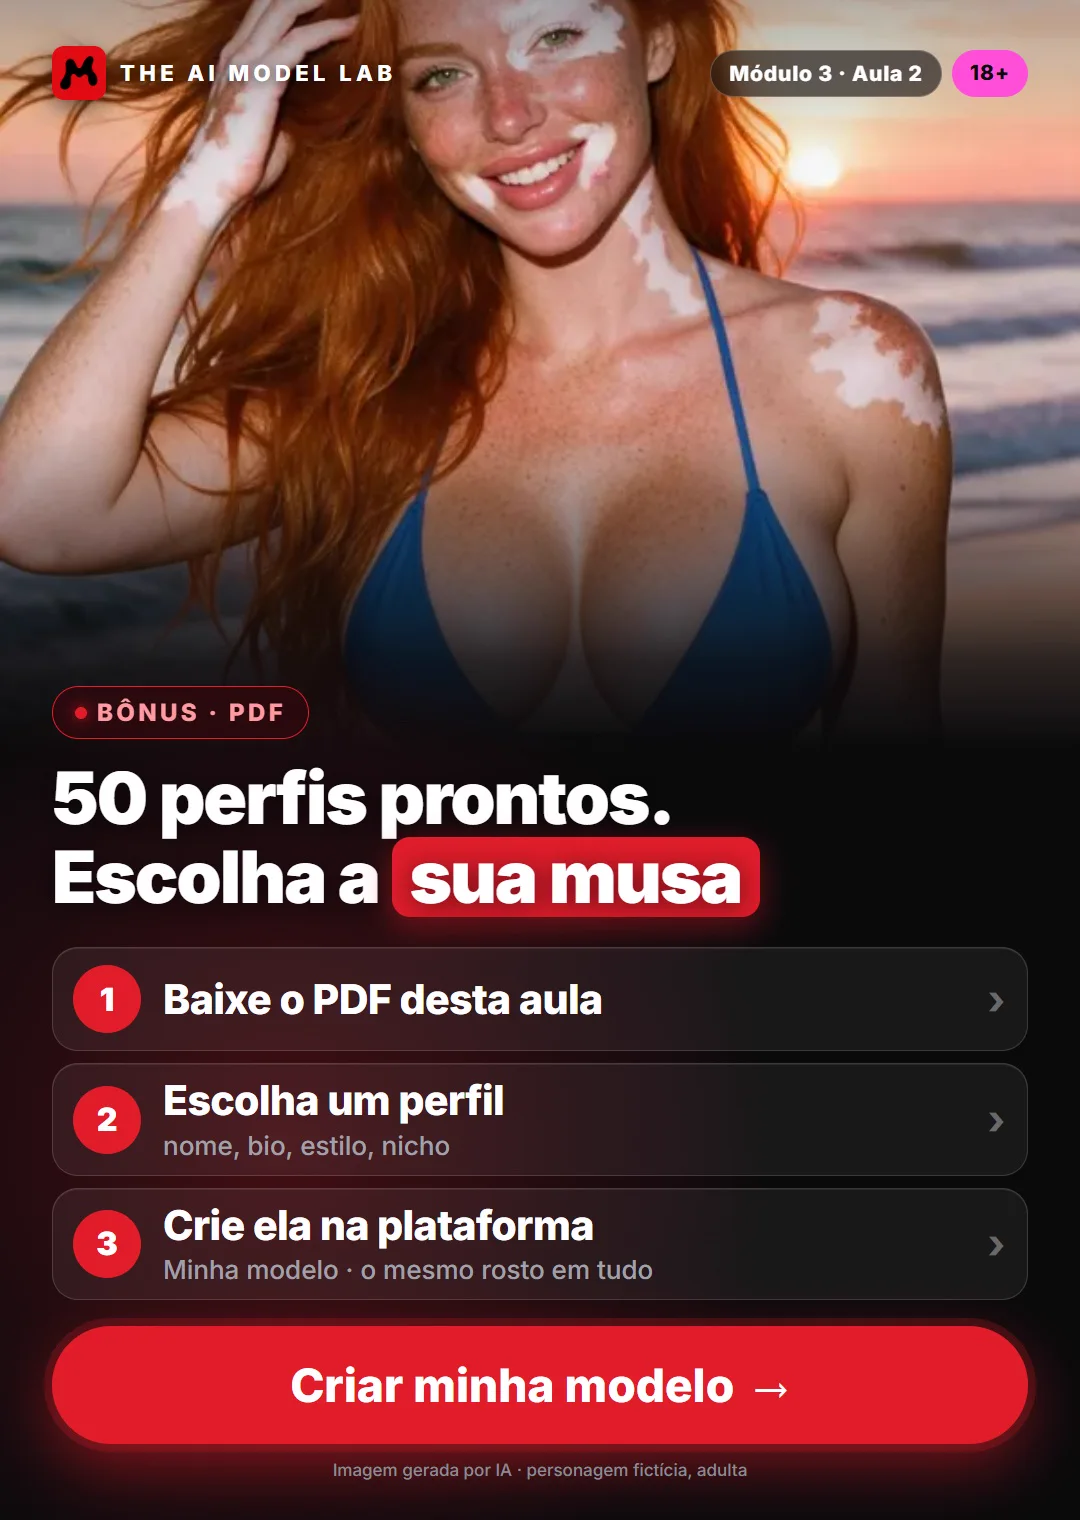 THE AI MODEL LAB
Módulo 3 · Aula 2
18+
BÔNUS · PDF
50 perfis prontos.
Escolha a sua musa
1
Baixe o PDF desta aula
2
Escolha um perfil
nome, bio, estilo, nicho
3
Crie ela na plataforma
Minha modelo · o mesmo rosto em tudo
Criar minha modelo →
Imagem gerada por IA · personagem fictícia, adulta